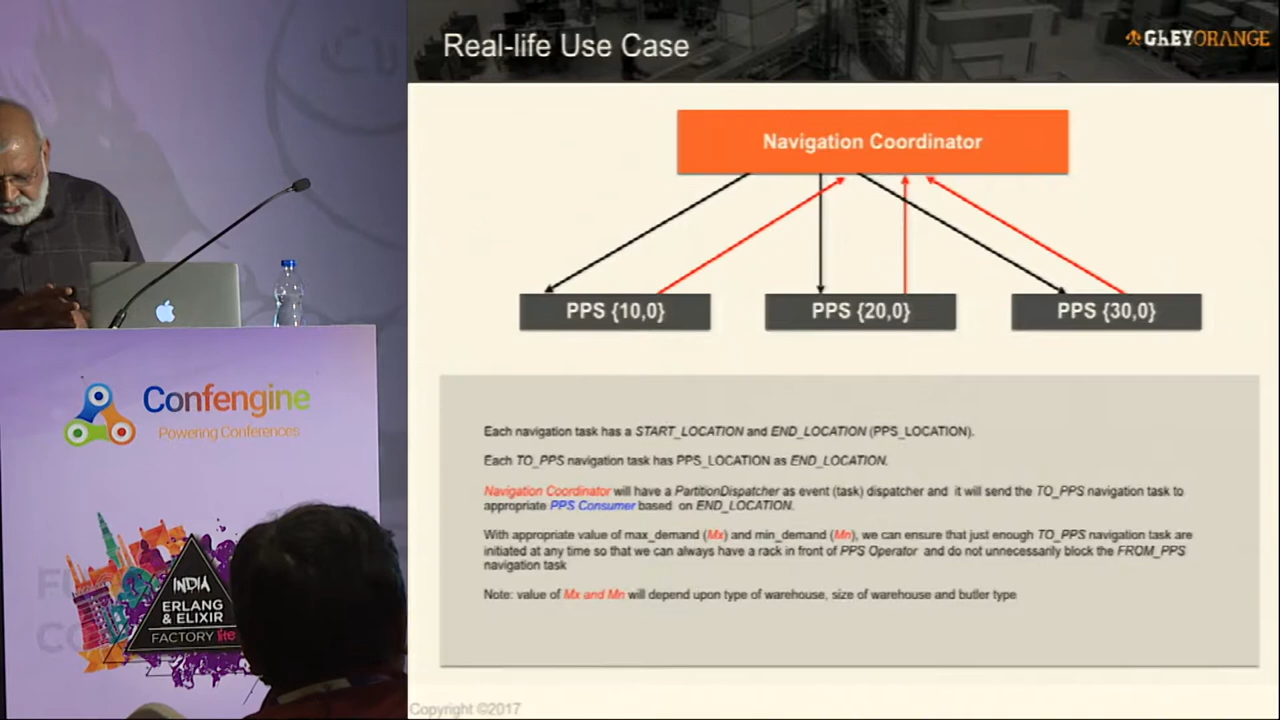 Real-life Use Case
GREYORANGE
Navigation Coordinator
PPS {10,0}
PPS {20,0}
PPS {30,0}
Each navigation task has a START_LOCATION and END_LOCATION (PPS_LOCATION).
Each TO_PPS navigation task has PPS_LOCATION as END_LOCATION.
Navigation Coordinator will have a PartitionDispatcher as event (task) dispatcher and it will send the TO_PPS navigation task to
appropriate PPS Consumer based on END_LOCATION.
With appropriate value of max_demand (Mx) and min_demand (Mn), we can ensure that just enough TO_PPS navigation task are
initiated at any time so that we can always have a rack in front of PPS Operator and do not unnecessarily block the FROM_PPS
navigation task
Note: value of Mx and Mn will depend upon type of warehouse, size of warehouse and butler type
Copyright ©2017
Confengine
Powering Conferences
INDIA
ERLANG
& ELIXIR
FACTORY lite